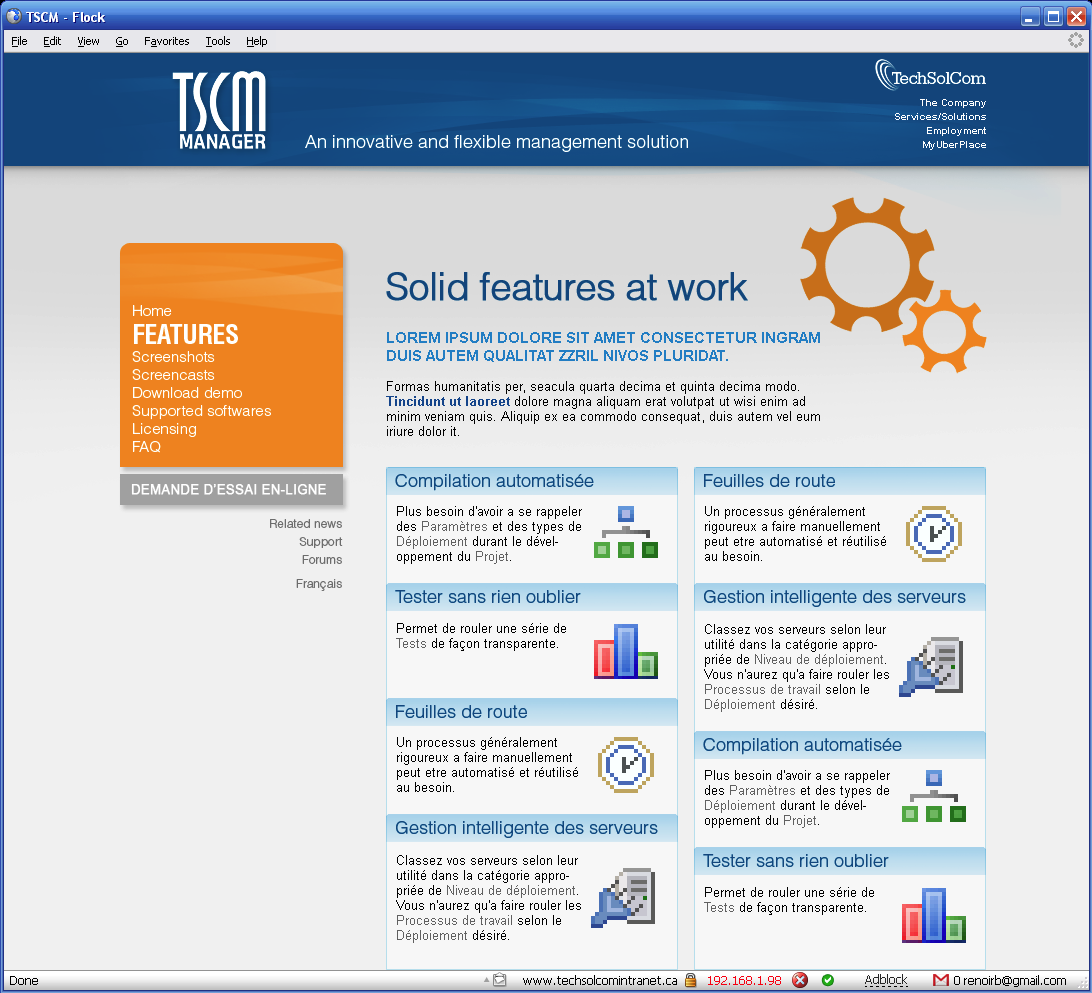 TSCM - Flock
File Edit View Go Favorites Tools Help
TSCM
MANAGER
An innovative and flexible management solution
TechSolCom
The Company
Services/Solutions
Employment
MyUberPlace
Home
FEATURES
Screenshots
Screencasts
Download demo
Supported softwares
Licensing
FAQ
DEMANDE D'ESSAI EN-LIGNE
Related news
Support
Forums
Français
Solid features at work
LOREM IPSUM DOLORE SIT AMET CONSECTETUR INGRAM
DUIS AUTEM QUALITAT ZZRIL NIVOS PLURIDAT.
Formas humanitatis per, seacula quarta decima et quinta decima modo.
Tincidunt ut laoreet dolore magna aliquam erat volutpat ut wisi enim ad
minim veniam quis. Aliquip ex ea commodo consequat, duis autem vel eum
iriure dolor it.
Compilation automatisée
Plus besoin d'avoir a se rappeler
des Paramètres et des types de
Déploiement durant le dével-
oppement du Projet.
Tester sans rien oublier
Permet de rouler une série de
Tests de façon transparente.
Feuilles de route
Un processus généralement
rigoureux a faire manuellement
peut etre automatisé et réutilisé
au besoin.
Gestion intelligente des serveurs
Classez vos serveurs selon leur
utilité dans la catégorie appro-
priée de Niveau de déploiement.
Vous n'aurez qu'a faire rouler les
Processus de travail selon le
Déploiement désiré.
Feuilles de route
Un processus généralement
rigoureux a faire manuellement
peut etre automatisé et réutilisé
au besoin.
Gestion intelligente des serveurs
Classez vos serveurs selon leur
utilité dans la catégorie appro-
priée de Niveau de déploiement.
Vous n'aurez qu'a faire rouler les
Processus de travail selon le
Déploiement désiré.
Compilation automatisée
Plus besoin d'avoir a se rappeler
des Paramètres et des types de
Déploiement durant le dével-
oppement du Projet.
Tester sans rien oublier
Permet de rouler une série de
Tests de façon transparente.
Done www.techsolcomintranet.ca 192.168.1.98 Adblock 0 renoirb@gmail.com